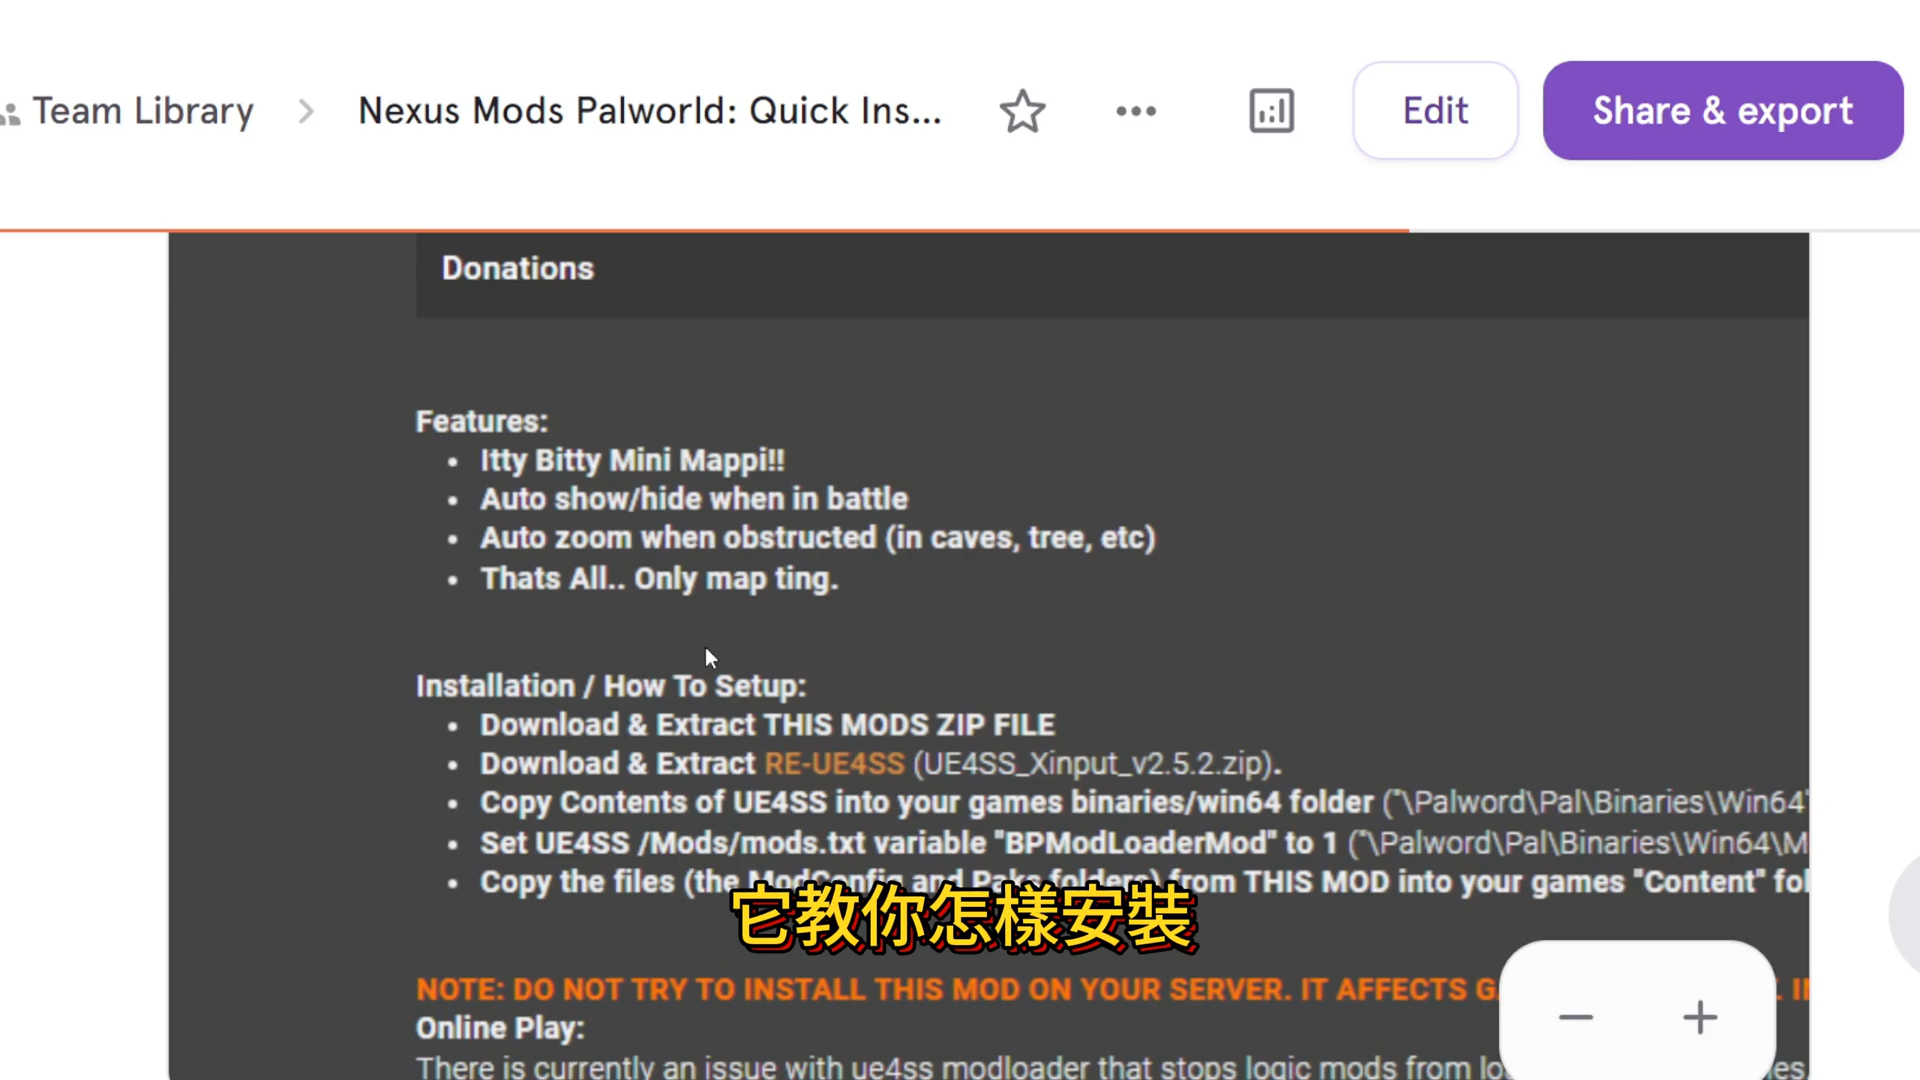 Team Library > Nexus Mods Palworld: Quick Ins... Edit Share & export
Donations
Features:
• Itty Bitty Mini Mappi!!
• Auto show/hide when in battle
• Auto zoom when obstructed (in caves, tree, etc)
• Thats All.. Only map ting.
Installation / How To Setup:
• Download & Extract THIS MODS ZIP FILE
• Download & Extract RE-UE4SS (UE4SS_Xinput_v2.5.2.zip).
• Copy Contents of UE4SS into your games binaries/win64 folder ("\Palword\Pal\Binaries\Win64"
• Set UE4SS /Mods/mods.txt variable "BPModLoaderMod" to 1 ("\Palword\Pal\Binaries\Win64\M
• Copy the files (the ModConfig and Paks folders) from THIS MOD into your games "Content" fol
它教你怎樣安裝
NOTE: DO NOT TRY TO INSTALL THIS MOD ON YOUR SERVER. IT AFFECTS
Online Play:
There is currently an issue with ue4ss modloader that stops logic mods from